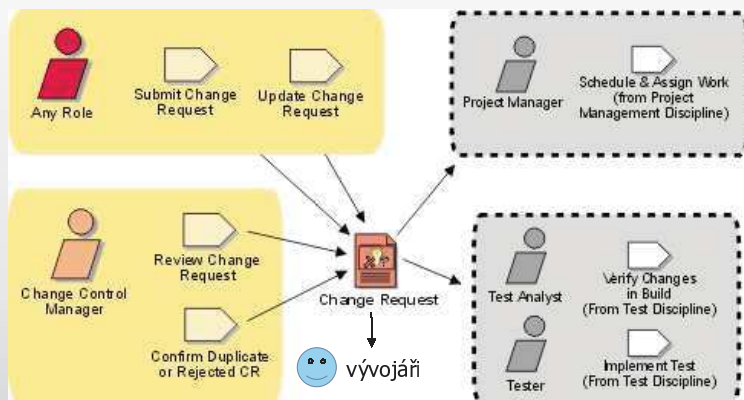 Any Role
Submit Change
Request
Update Change
Request
Project Manager
Schedule & Assign Work
(from Project
Management Discipline)
Change Control
Manager
Review Change
Request
Confirm Duplicate
or Rejected CR
Change Request
vývojáři
Test Analyst
Verify Changes
in Build
(From Test Discipline)
Tester
Implement Test
(From Test Discipline)